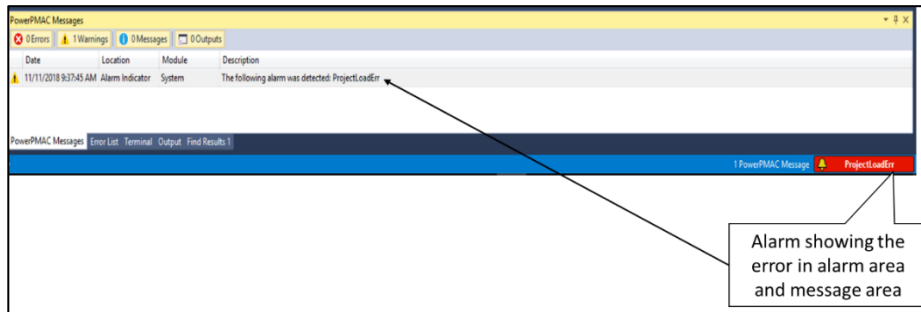 PowerPMAC Messages
0 Errors 1 Warnings 0 Messages 0 Outputs
Date Location Module Description
11/11/2018 9:37:45 AM Alarm Indicator System The following alarm was detected: ProjectLoadErr
PowerPMAC Messages Error List Terminal Output Find Results 1
1 PowerPMAC Message ProjectLoadErr
Alarm showing the
error in alarm area
and message area